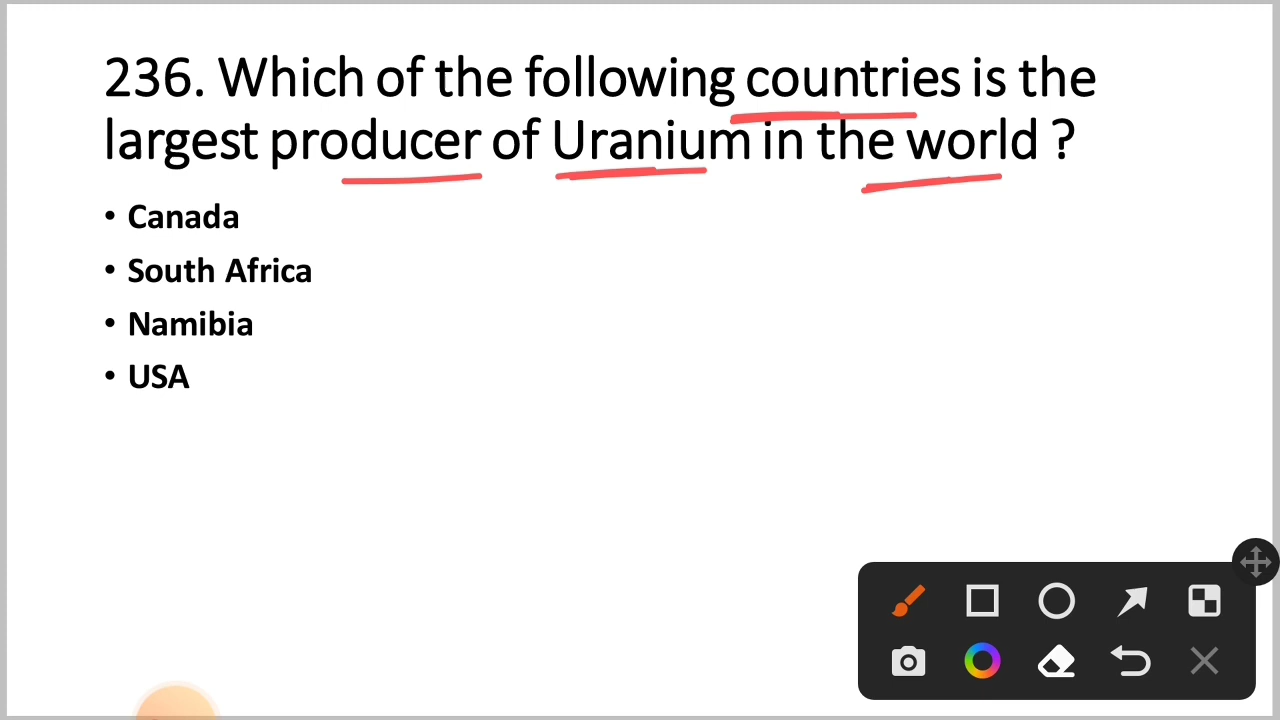 236. Which of the following countries is the
largest producer of Uranium in the world ?
• Canada
• South Africa
• Namibia
• USA